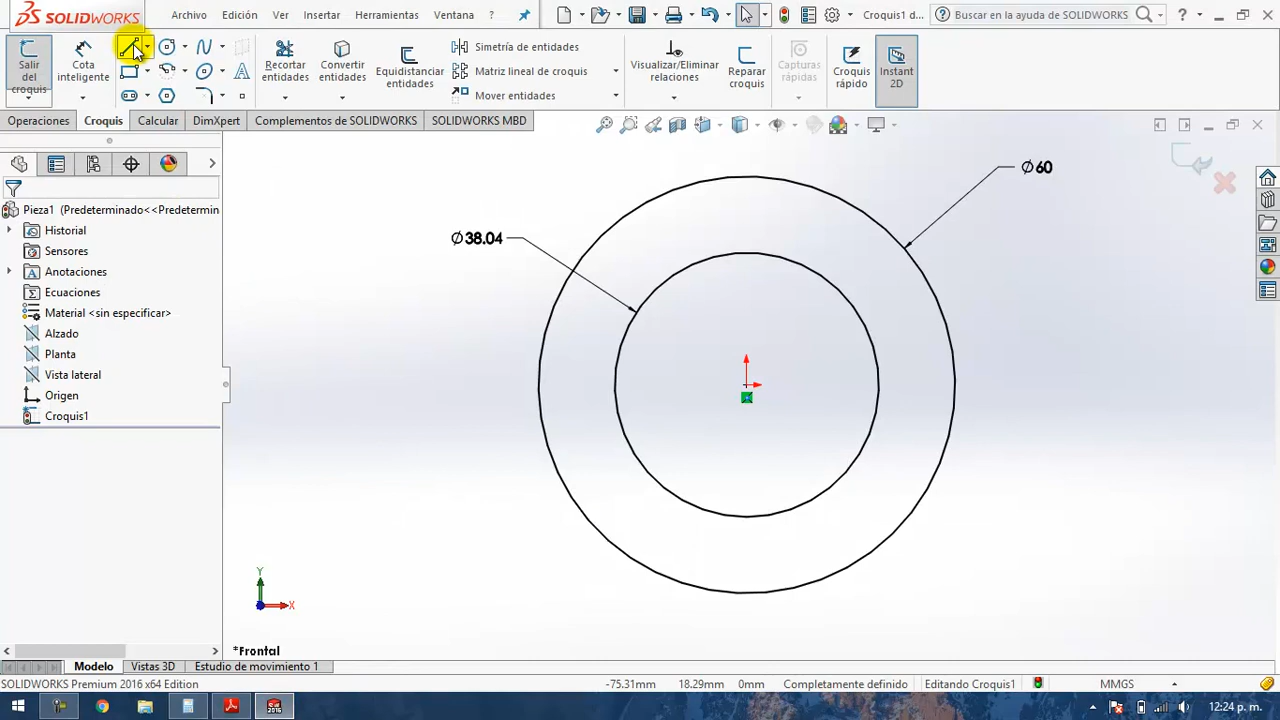 SOLIDWORKS Archivo Edición Ver Insertar Herramientas Ventana Croquis1 d... Buscar en la ayuda de SOLIDWORKS ?
Salir del croquis
Cota inteligente
Recortar entidades
Convertir entidades
Equidistanciar entidades
Simetría de entidades
Matriz lineal de croquis
Mover entidades
Visualizar/Eliminar relaciones
Reparar croquis
Capturas rápidas
Croquis rápido
Instant 2D
Operaciones Croquis Calcular DimXpert Complementos de SOLIDWORKS SOLIDWORKS MBD
Pieza1 (Predeterminado<<Predetermin
Historial
Sensores
Anotaciones
Ecuaciones
Material <sin especificar>
Alzado
Planta
Vista lateral
Origen
Croquis1
Ø60
Ø38.04
Y
X
*Frontal
Modelo Vistas 3D Estudio de movimiento 1
SOLIDWORKS Premium 2016 x64 Edition -75.31mm 18.29mm 0mm Completamente definido Editando Croquis1 MMGS
12:24 p. m.